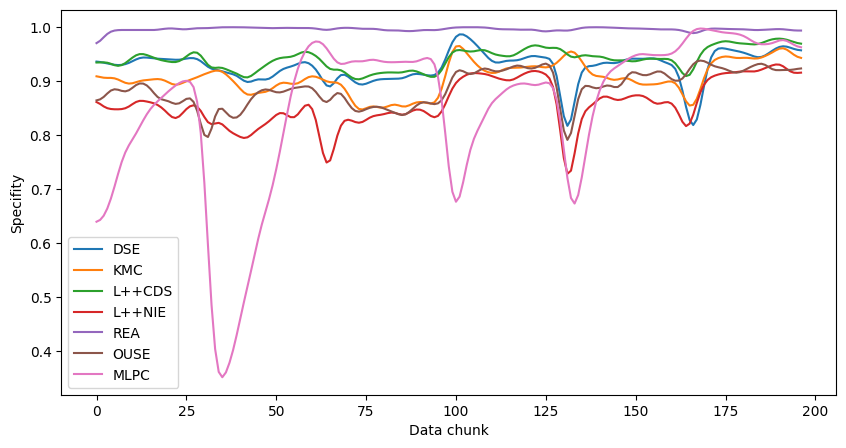 1.0
0.9
0.8
0.7
0.6
0.5
0.4
Specifity
DSE
KMC
L++CDS
L++NIE
REA
OUSE
MLPC
0 25 50 75 100 125 150 175 200
Data chunk